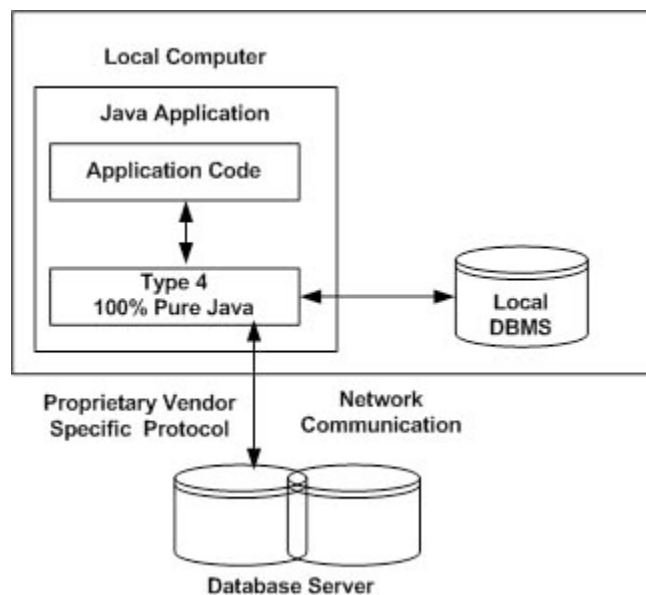 Local Computer
Java Application
Application Code
Type 4
100% Pure Java
Local
DBMS
Proprietary Vendor
Specific Protocol
Network
Communication
Database Server